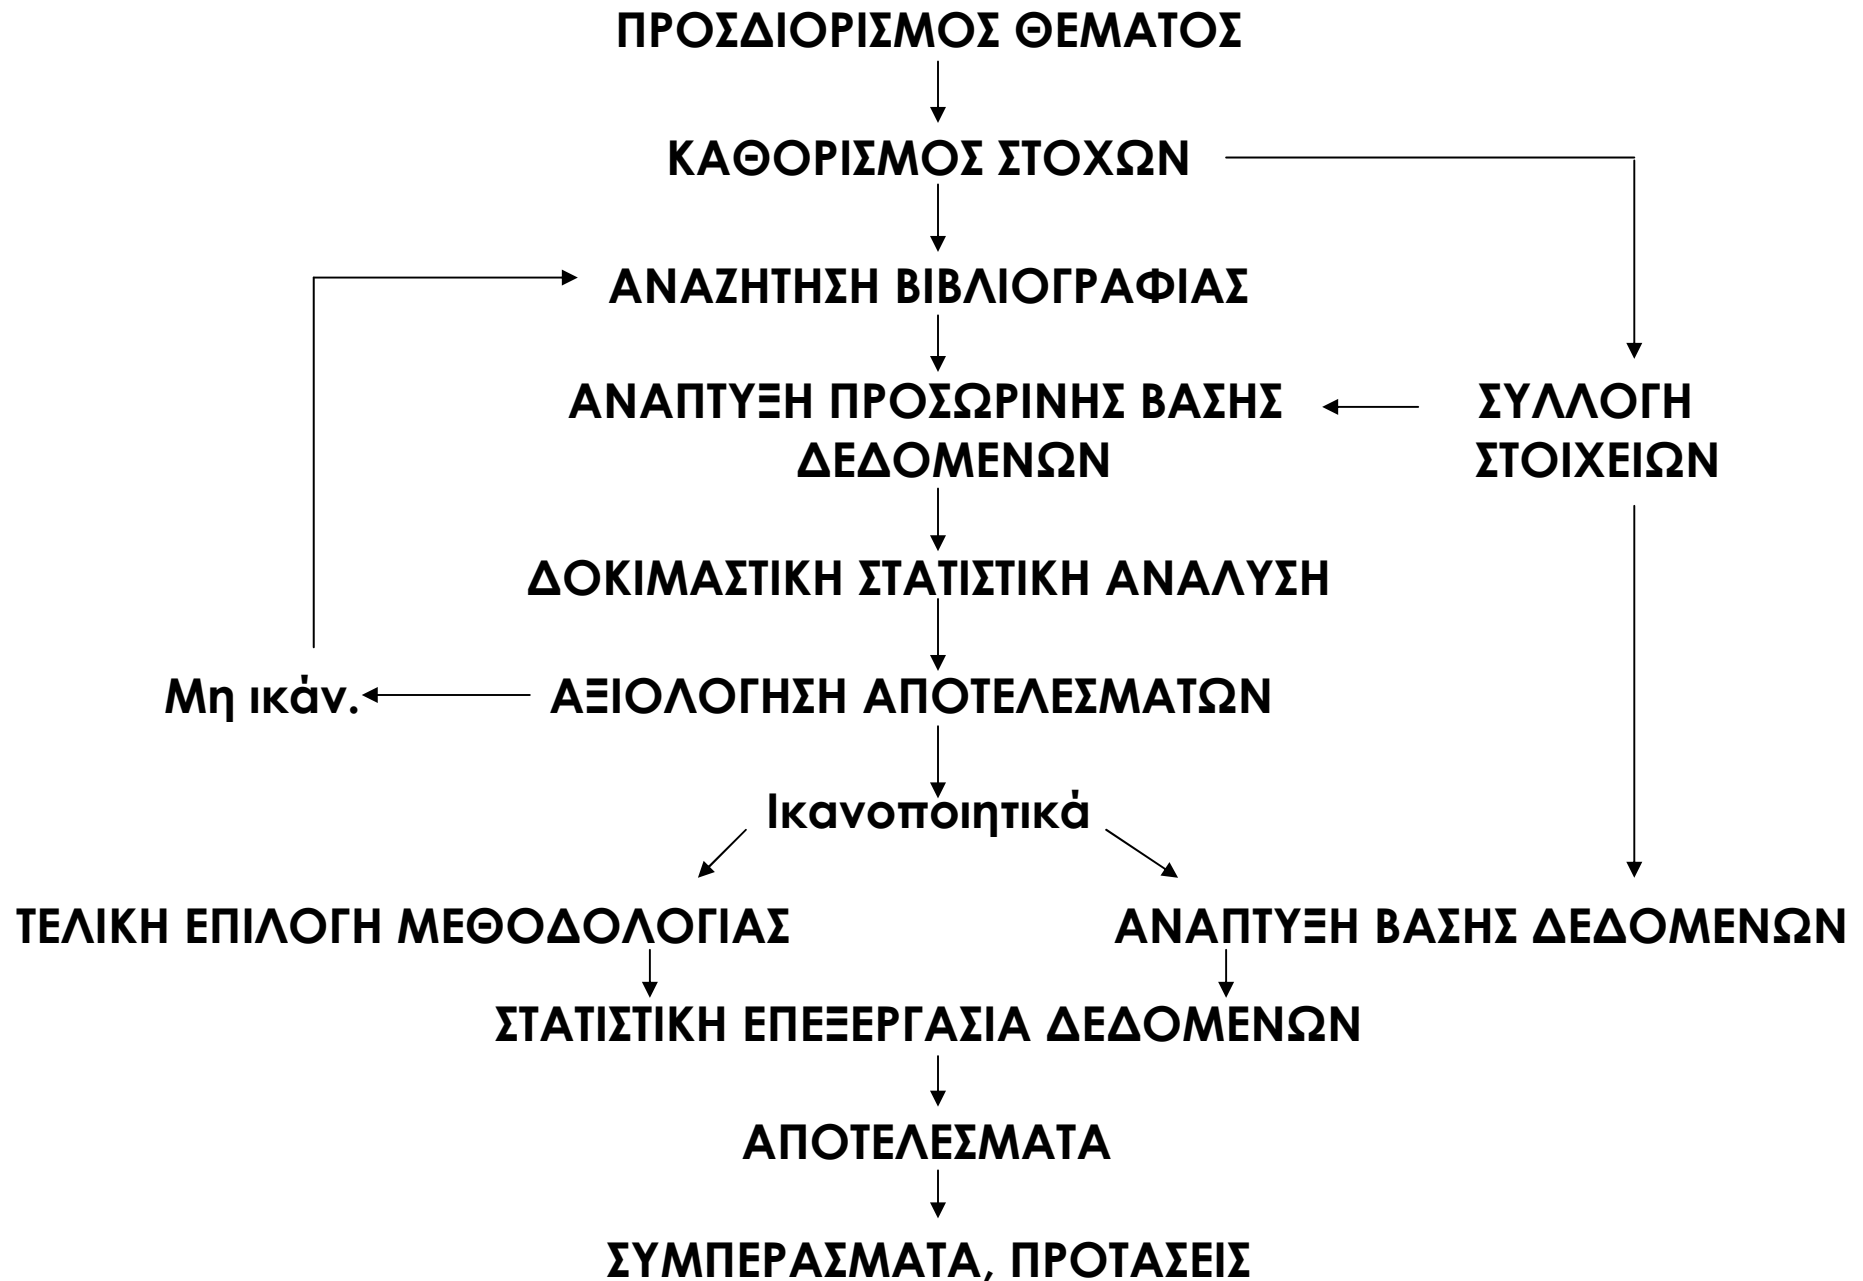 ΠΡΟΣΔΙΟΡΙΣΜΟΣ ΘΕΜΑΤΟΣ
ΚΑΘΟΡΙΣΜΟΣ ΣΤΟΧΩΝ
ΑΝΑΖΗΤΗΣΗ ΒΙΒΛΙΟΓΡΑΦΙΑΣ
ΑΝΑΠΤΥΞΗ ΠΡΟΣΩΡΙΝΗΣ ΒΑΣΗΣ
ΔΕΔΟΜΕΝΩΝ
ΣΥΛΛΟΓΗ
ΣΤΟΙΧΕΙΩΝ
ΔΟΚΙΜΑΣΤΙΚΗ ΣΤΑΤΙΣΤΙΚΗ ΑΝΑΛΥΣΗ
Μη ικάν.
ΑΞΙΟΛΟΓΗΣΗ ΑΠΟΤΕΛΕΣΜΑΤΩΝ
Ικανοποιητικά
ΤΕΛΙΚΗ ΕΠΙΛΟΓΗ ΜΕΘΟΔΟΛΟΓΙΑΣ
ΑΝΑΠΤΥΞΗ ΒΑΣΗΣ ΔΕΔΟΜΕΝΩΝ
ΣΤΑΤΙΣΤΙΚΗ ΕΠΕΞΕΡΓΑΣΙΑ ΔΕΔΟΜΕΝΩΝ
ΑΠΟΤΕΛΕΣΜΑΤΑ
ΣΥΜΠΕΡΑΣΜΑΤΑ, ΠΡΟΤΑΣΕΙΣ